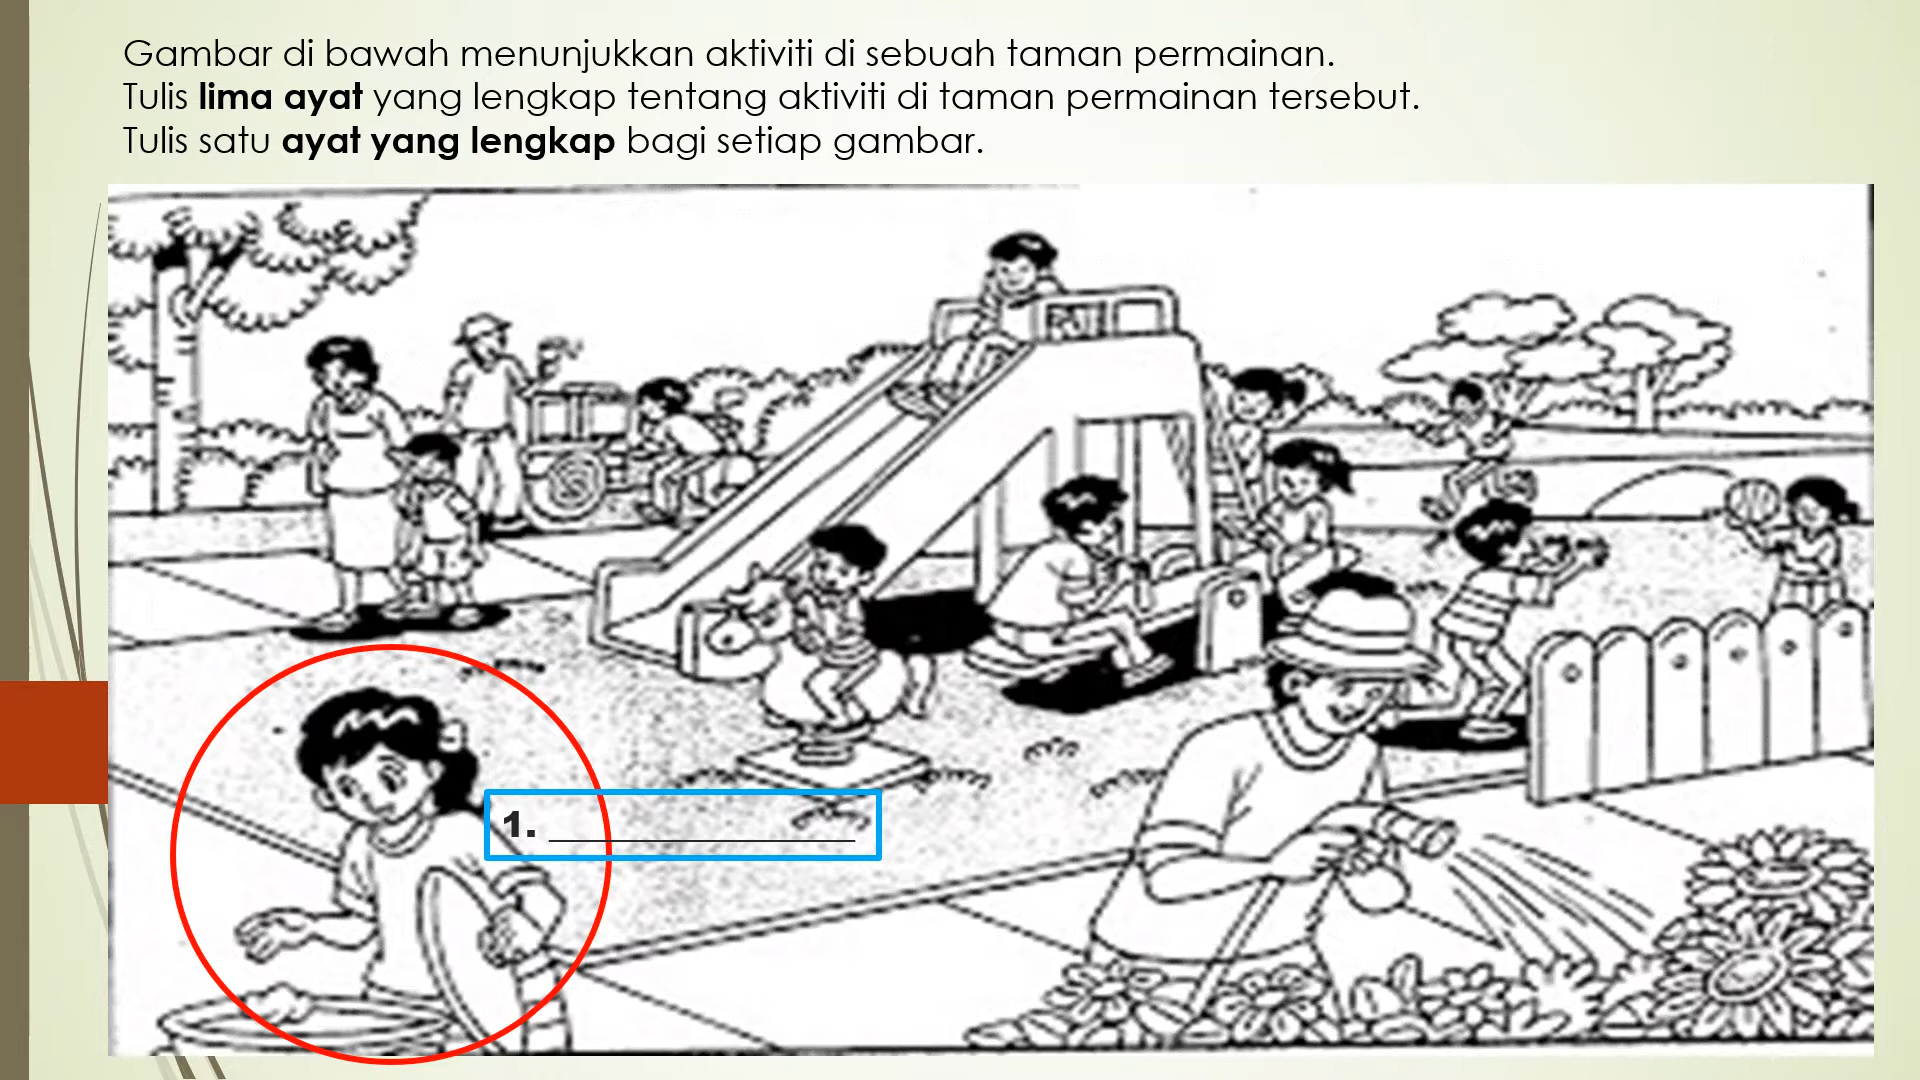 Gambar di bawah menunjukkan aktiviti di sebuah taman permainan.
Tulis lima ayat yang lengkap tentang aktiviti di taman permainan tersebut.
Tulis satu ayat yang lengkap bagi setiap gambar.
1. _______________